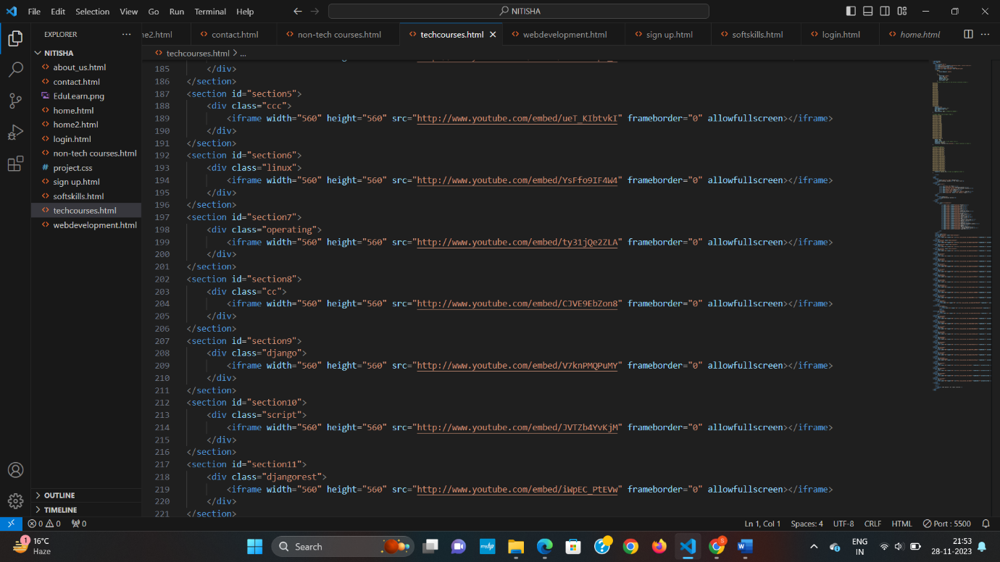 File Edit Selection View Go Run Terminal Help
NITISHA
EXPLORER
me2.html contact.html non-tech courses.html techcourses.html webdevelopment.html sign up.html softskills.html login.html home.html
techcourses.html > ...
NITISHA
about_us.html
contact.html
EduLearn.png
home.html
home2.html
login.html
non-tech courses.html
project.css
sign up.html
softskills.html
techcourses.html
webdevelopment.html
OUTLINE
TIMELINE
185 </div>
186 </section>
187 <section id="section5">
188 <div class="ccc">
189 <iframe width="560" height="560" src="http://www.youtube.com/embed/ueT_KIbtvkI" frameborder="0" allowfullscreen></iframe>
190 </div>
191 </section>
192 <section id="section6">
193 <div class="linux">
194 <iframe width="560" height="560" src="http://www.youtube.com/embed/YsFfo9IF4W4" frameborder="0" allowfullscreen></iframe>
195 </div>
196 </section>
197 <section id="section7">
198 <div class="operating">
199 <iframe width="560" height="560" src="http://www.youtube.com/embed/ty31jQe2ZLA" frameborder="0" allowfullscreen></iframe>
200 </div>
201 </section>
202 <section id="section8">
203 <div class="cc">
204 <iframe width="560" height="560" src="http://www.youtube.com/embed/CJVE9EbZon8" frameborder="0" allowfullscreen></iframe>
205 </div>
206 </section>
207 <section id="section9">
208 <div class="django">
209 <iframe width="560" height="560" src="http://www.youtube.com/embed/V7knPMQPuMY" frameborder="0" allowfullscreen></iframe>
210 </div>
211 </section>
212 <section id="section10">
213 <div class="script">
214 <iframe width="560" height="560" src="http://www.youtube.com/embed/JVTZb4YvKjM" frameborder="0" allowfullscreen></iframe>
215 </div>
216 </section>
217 <section id="section11">
218 <div class="djangorest">
219 <iframe width="560" height="560" src="http://www.youtube.com/embed/iWpEC_PtEVw" frameborder="0" allowfullscreen></iframe>
220 </div>
221 </section>
0 0 0 Ln 1, Col 1 Spaces: 4 UTF-8 CRLF HTML Port : 5500
1 16°C Search myhp S ENG 21:53
Haze IN 28-11-2023